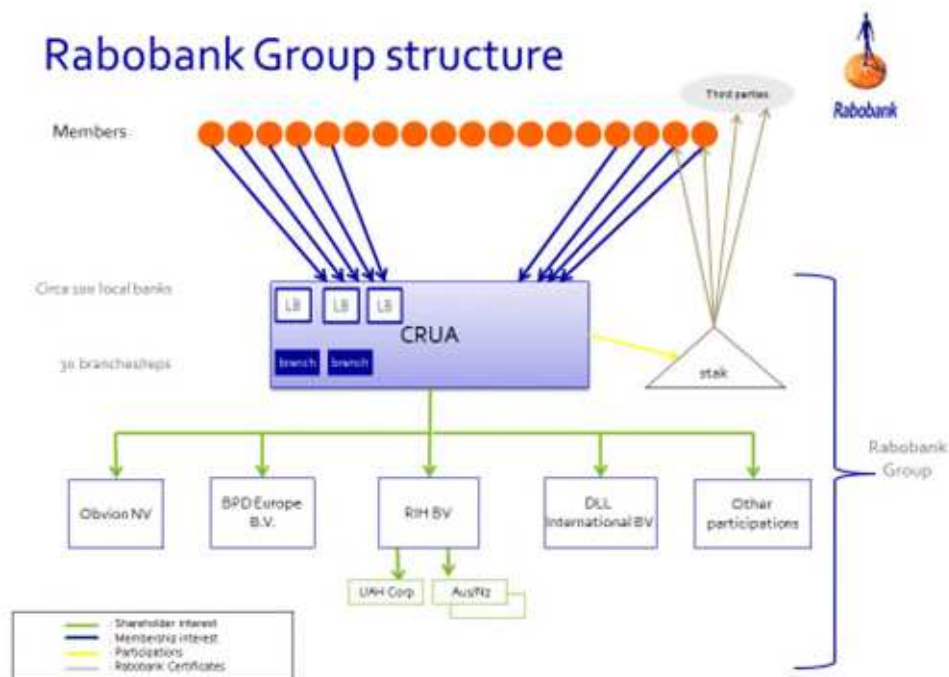 Rabobank Group structure
Third parties
Rabobank
Members
Circa 100 local banks
LB
LB
LB
CRUA
30 branches/reps
branch
branch
stak
Rabobank
Group
Obvion NV
BPD Europe
B.V.
RIH BV
DLL
International BV
Other
participations
UAH Corp.
Aus/Nz
Shareholder interest
Membership interest
Participations
Rabobank Certificates